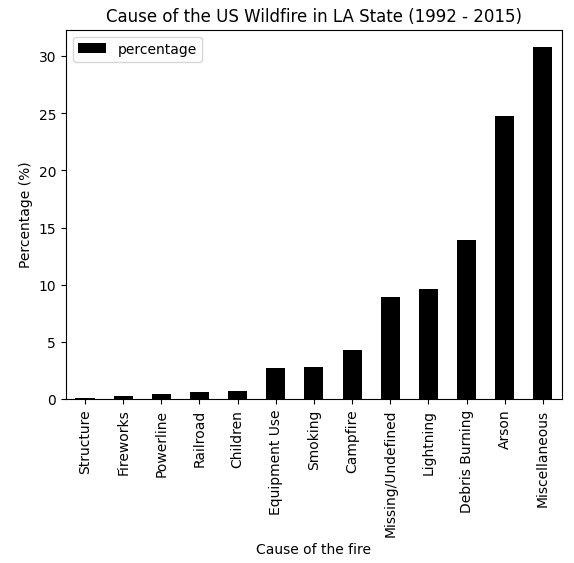 Cause of the US Wildfire in LA State (1992 - 2015)
percentage
Percentage (%)
30
25
20
15
10
5
0
Structure
Fireworks
Powerline
Railroad
Children
Equipment Use
Smoking
Campfire
Missing/Undefined
Lightning
Debris Burning
Arson
Miscellaneous
Cause of the fire